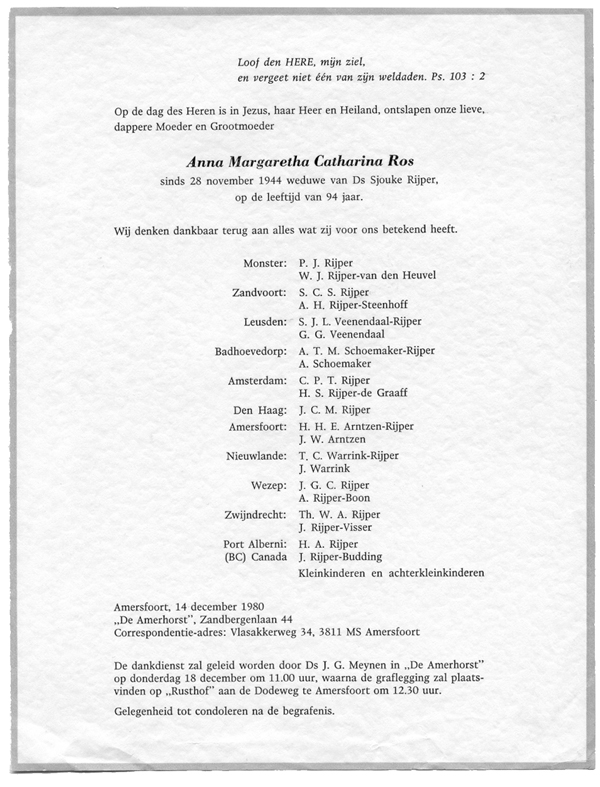 Loof den HERE, mijn ziel,
en vergeet niet één van zijn weldaden. Ps. 103 : 2
Op de dag des Heren is in Jezus, haar Heer en Heiland, ontslapen onze lieve,
dappere Moeder en Grootmoeder
Anna Margaretha Catharina Ros
sinds 28 november 1944 weduwe van Ds Sjouke Rijper,
op de leeftijd van 94 jaar.
Wij denken dankbaar terug aan alles wat zij voor ons betekend heeft.
Monster: P. J. Rijper
W. J. Rijper-van den Heuvel
Zandvoort: S. C. S. Rijper
A. H. Rijper-Steenhoff
Leusden: S. J. L. Veenendaal-Rijper
G. G. Veenendaal
Badhoevedorp: A. T. M. Schoemaker-Rijper
A. Schoemaker
Amsterdam: C. P. T. Rijper
H. S. Rijper-de Graaff
Den Haag: J. C. M. Rijper
Amersfoort: H. H. E. Arntzen-Rijper
J. W. Arntzen
Nieuwlande: T. C. Warrink-Rijper
J. Warrink
Wezep: J. G. C. Rijper
A. Rijper-Boon
Zwijndrecht: Th. W. A. Rijper
J. Rijper-Visser
Port Alberni: H. A. Rijper
(BC) Canada J. Rijper-Budding
Kleinkinderen en achterkleinkinderen
Amersfoort, 14 december 1980
„De Amerhorst”, Zandbergenlaan 44
Correspondentie-adres: Vlasakkerweg 34, 3811 MS Amersfoort
De dankdienst zal geleid worden door Ds J. G. Meynen in „De Amerhorst”
op donderdag 18 december om 11.00 uur, waarna de graflegging zal plaats-
vinden op „Rusthof” aan de Dodeweg te Amersfoort om 12.30 uur.
Gelegenheid tot condoleren na de begrafenis.